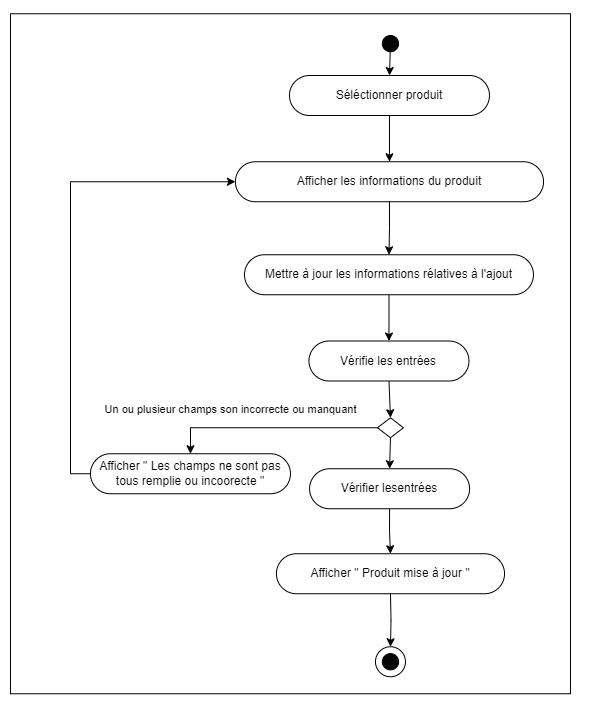 Séléctionner produit
Afficher les informations du produit
Mettre à jour les informations rélatives à l'ajout
Vérifie les entrées
Un ou plusieur champs son incorrecte ou manquant
Afficher " Les champs ne sont pas
tous remplie ou incoorecte "
Vérifier lesentrées
Afficher " Produit mise à jour "